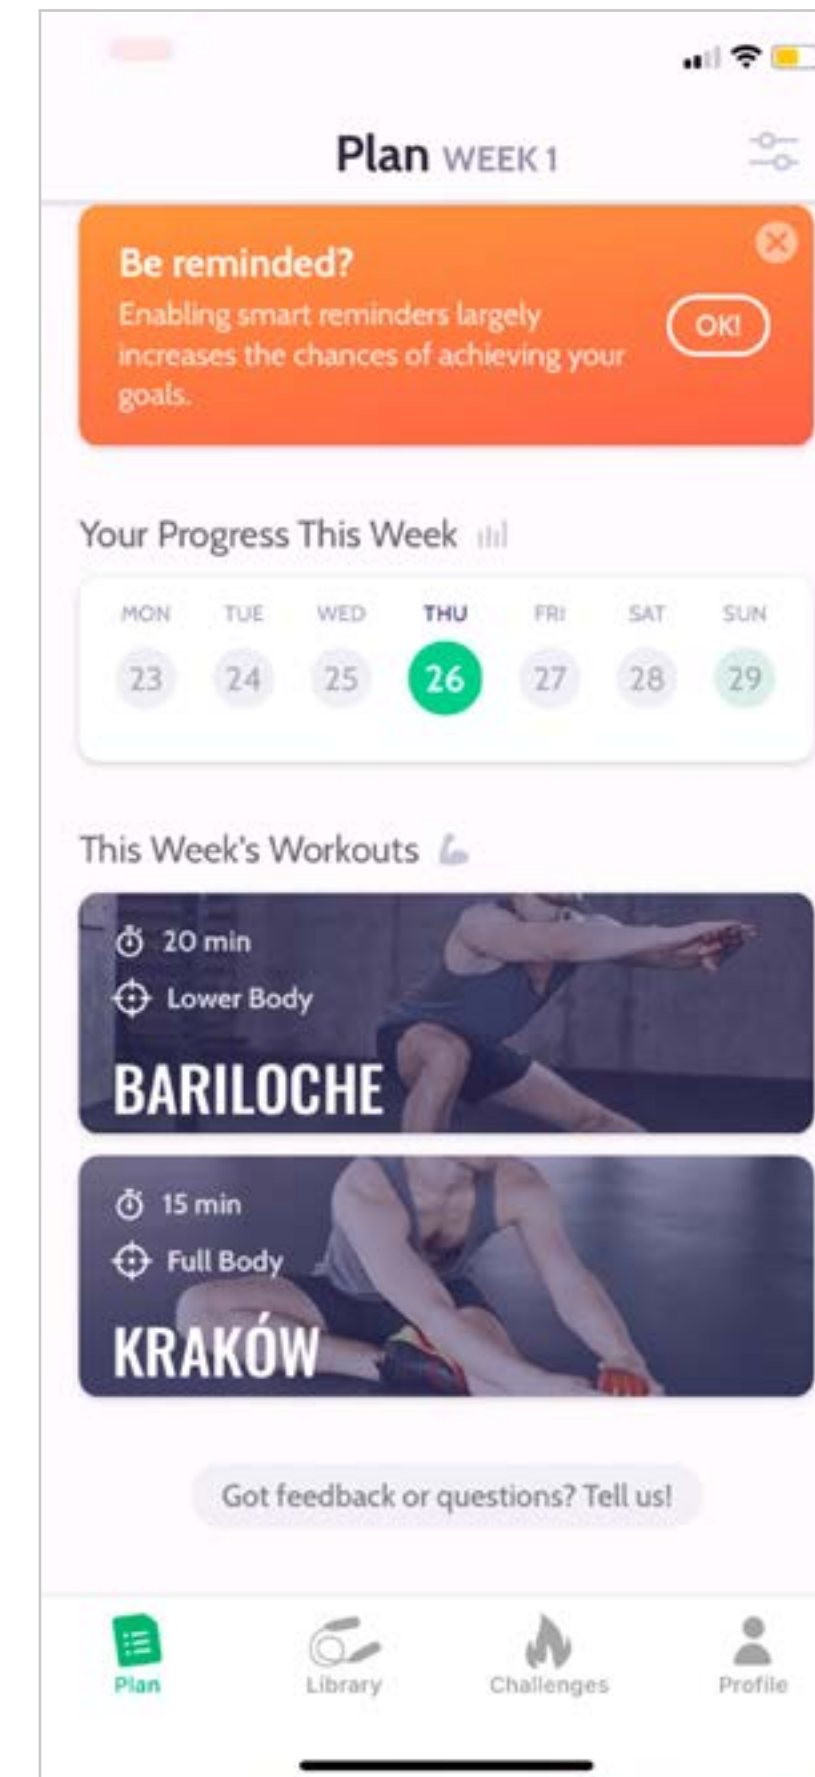 Plan WEEK 1
Be reminded?
Enabling smart reminders largely
increases the chances of achieving your
goals.
OK!
Your Progress This Week
MON TUE WED THU FRI SAT SUN
23 24 25 26 27 28 29
This Week's Workouts
20 min
Lower Body
BARILOCHE
15 min
Full Body
KRAKÓW
Got feedback or questions? Tell us!
Plan Library Challenges Profile